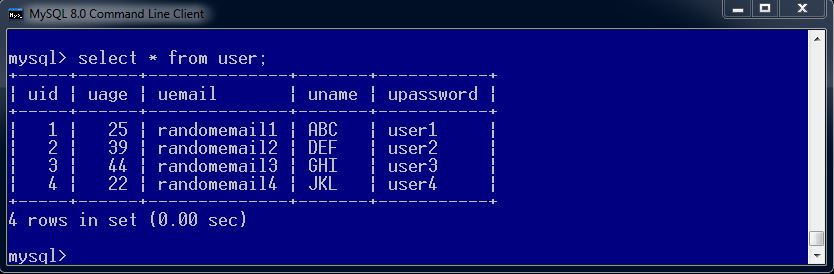 MySQL 8.0 Command Line Client
mysql> select * from user;
+-----+------+--------------+-------+-----------+
| uid | uage | uemail       | uname | upassword |
+-----+------+--------------+-------+-----------+
|   1 |   25 | randomemail1 | ABC   | user1     |
|   2 |   39 | randomemail2 | DEF   | user2     |
|   3 |   44 | randomemail3 | GHI   | user3     |
|   4 |   22 | randomemail4 | JKL   | user4     |
+-----+------+--------------+-------+-----------+
4 rows in set (0.00 sec)
mysql>